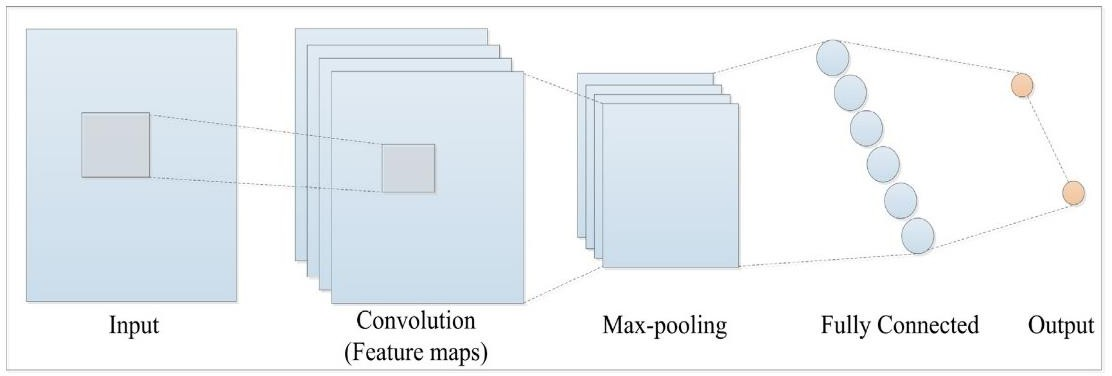 Input
Convolution
(Feature maps)
Max-pooling
Fully Connected
Output